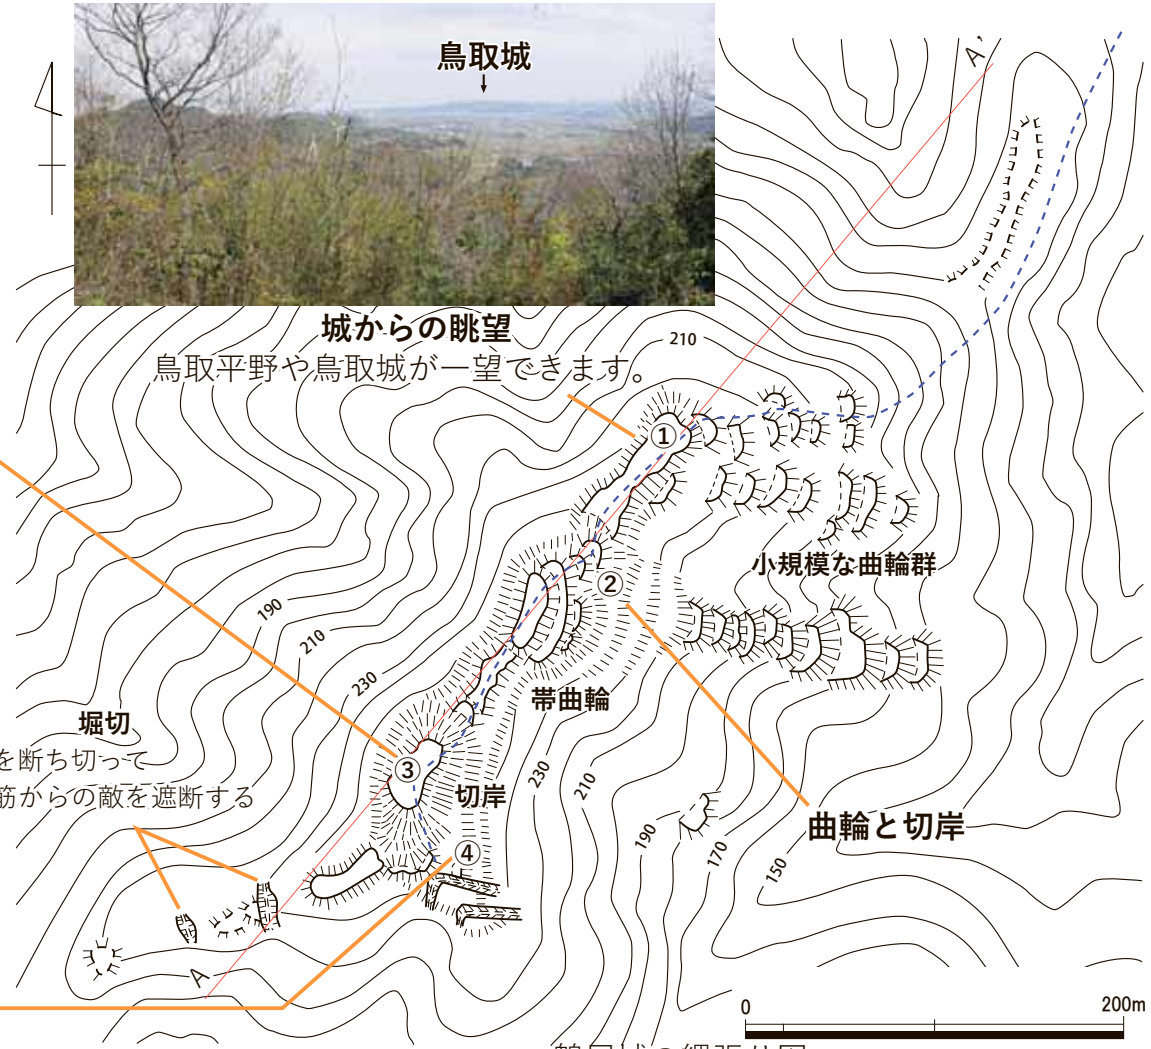 鳥取城
城からの眺望
鳥取平野や鳥取城が一望できます。
A'
210
①
②
小規模な曲輪群
190
210
230
帯曲輪
堀切
を断ち切って
筋からの敵を遮断する
③
切岸
④
230
210
190
170
150
曲輪と切岸
A
0
200m